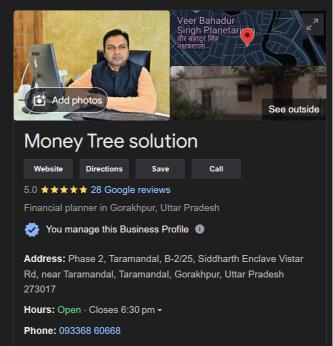 Veer Bahadur
Singh Planetari
वीर बहादुर सिंह
नक्षत्रशाला
Add photos
See outside
Money Tree solution
Website Directions Save Call
5.0 ★★★★★ 28 Google reviews
Financial planner in Gorakhpur, Uttar Pradesh
You manage this Business Profile
Address: Phase 2, Taramandal, B-2/25, Siddharth Enclave Vistar
Rd, near Taramandal, Taramandal, Gorakhpur, Uttar Pradesh
273017
Hours: Open · Closes 6:30 pm
Phone: 093368 60668